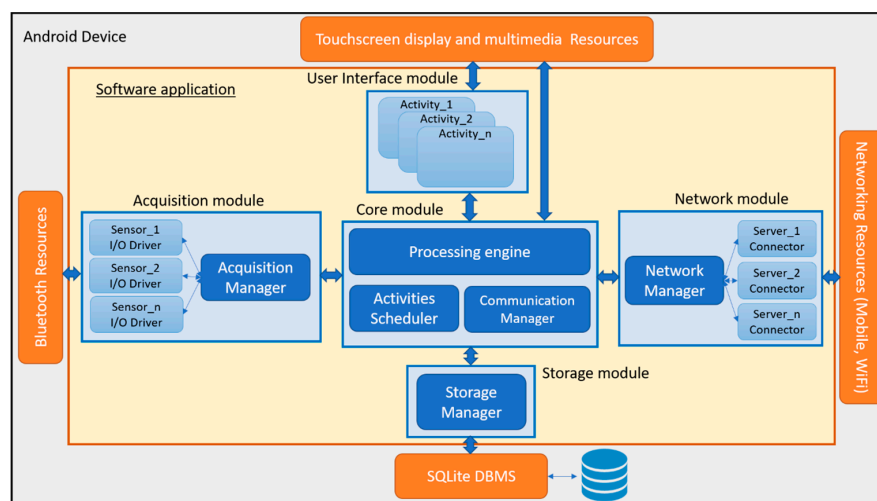 Android Device
Touchscreen display and multimedia Resources
Software application
User Interface module
Activity_1
Activity_2
Activity_n
Acquisition module
Core module
Network module
Bluetooth Resources
Sensor_1
I/O Driver
Sensor_2
I/O Driver
Sensor_n
I/O Driver
Acquisition
Manager
Processing engine
Activities
Scheduler
Communication
Manager
Network
Manager
Server_1
Connector
Server_2
Connector
Server_n
Connector
Networking Resources (Mobile,
WiFi)
Storage module
Storage
Manager
SQLite DBMS